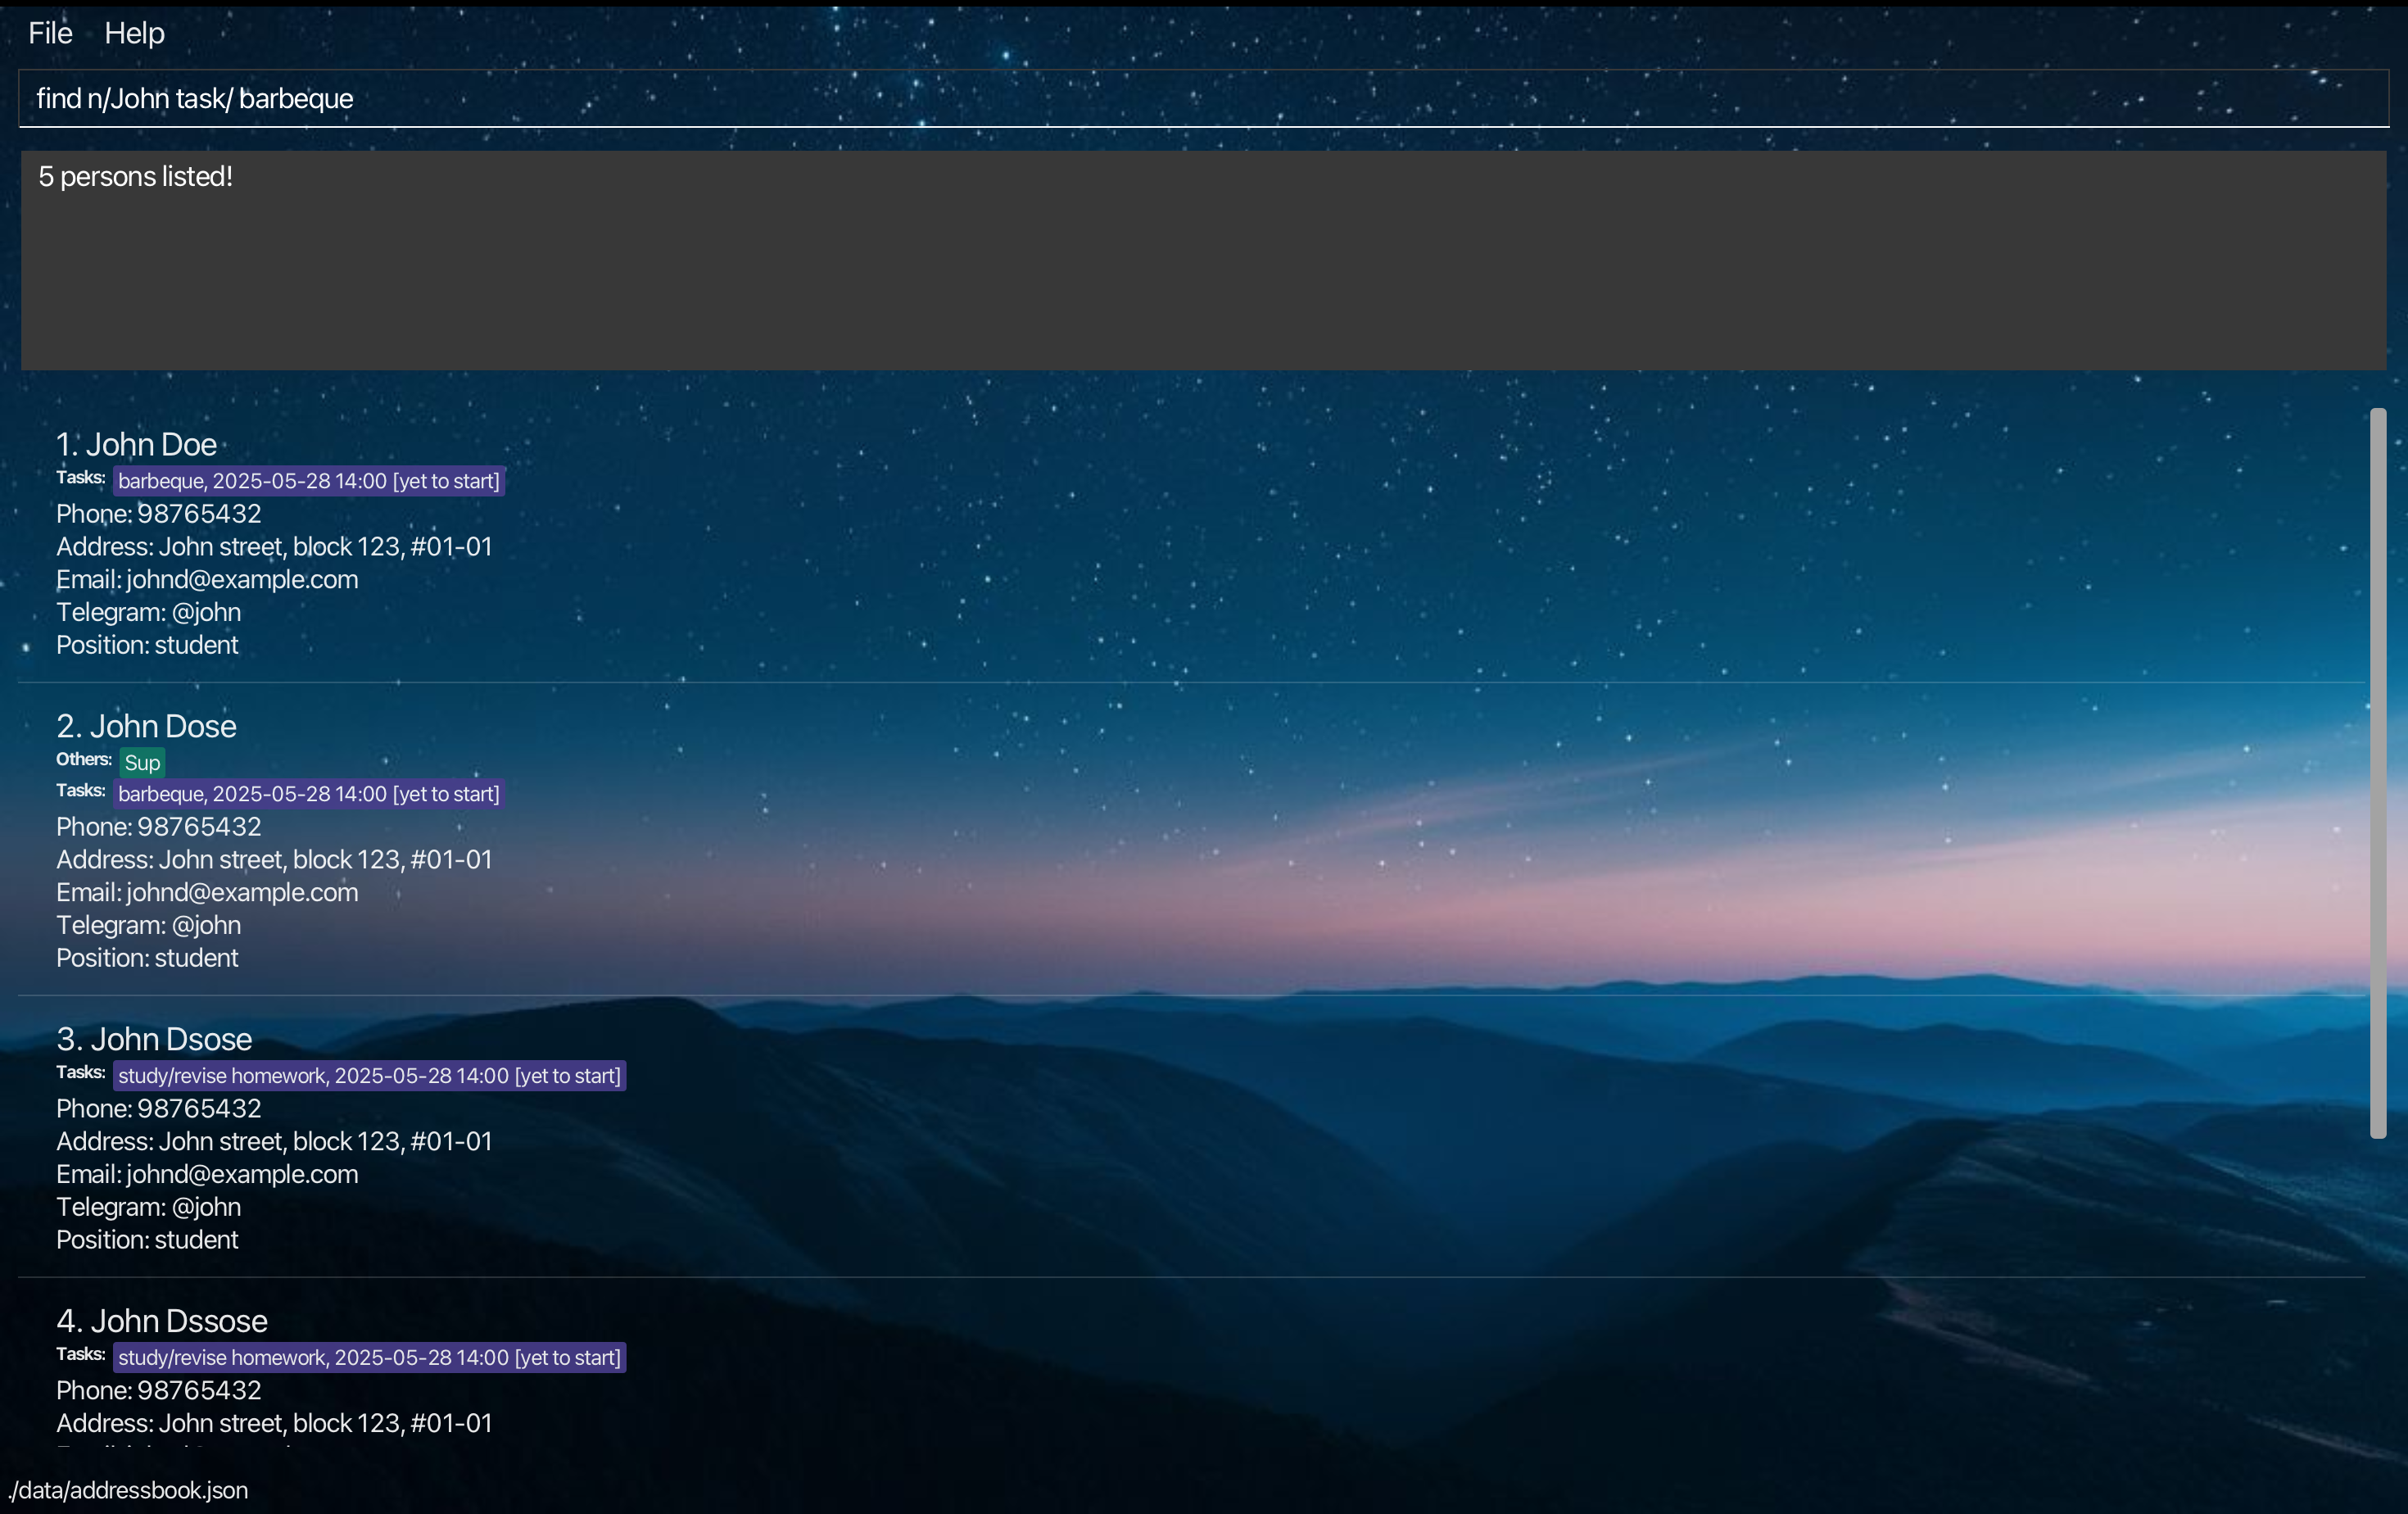 File Help
find n/John task/ barbeque
5 persons listed!
1. John Doe
Tasks: barbeque, 2025-05-28 14:00 [yet to start]
Phone: 98765432
Address: John street, block 123, #01-01
Email: johnd@example.com
Telegram: @john
Position: student
2. John Dose
Others: Sup
Tasks: barbeque, 2025-05-28 14:00 [yet to start]
Phone: 98765432
Address: John street, block 123, #01-01
Email: johnd@example.com
Telegram: @john
Position: student
3. John Dsose
Tasks: study/revise homework, 2025-05-28 14:00 [yet to start]
Phone: 98765432
Address: John street, block 123, #01-01
Email: johnd@example.com
Telegram: @john
Position: student
4. John Dssose
Tasks: study/revise homework, 2025-05-28 14:00 [yet to start]
Phone: 98765432
Address: John street, block 123, #01-01
./data/addressbook.json